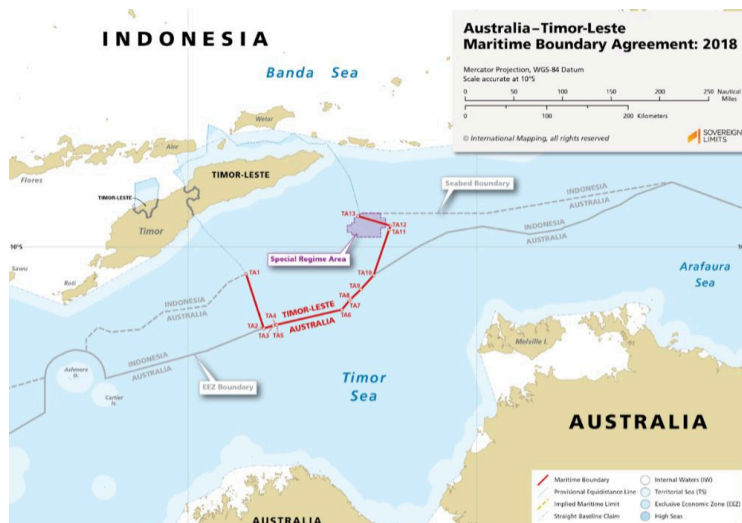 INDONESIA
Banda Sea
Australia–Timor-Leste
Maritime Boundary Agreement: 2018
Mercator Projection, WGS-84 Datum
Scale accurate at 10°S
0 50 100 150 200 250 Nautical
Miles
0 100 200 Kilometers
© International Mapping, all rights reserved
SOVEREIGN
LIMITS
Wetar
Alor
Flores
TIMOR-LESTE
TIMOR-LESTE
Timor
Seabed Boundary
INDONESIA
AUSTRALIA
INDONESIA
AUSTRALIA
TA13
TA12
TA11
10°S
Special Regime Area
Sawu
Roti
TA1
TA10
TA9
TA8
TA7
TA6
Arafaura
Sea
INDONESIA
AUSTRALIA
TIMOR-LESTE
AUSTRALIA
TA4
TA2
TA3
TA5
INDONESIA
AUSTRALIA
Ashmore
Is.
Cartier
Is.
EEZ Boundary
Melville I.
Timor
Sea
AUSTRALIA
AUSTRALIA
Maritime Boundary
Provisional Equidistance Line
Implied Maritime Limit
Straight Baseline Claim
Internal Waters (IW)
Territorial Sea (TS)
Exclusive Economic Zone (EEZ)
High Seas